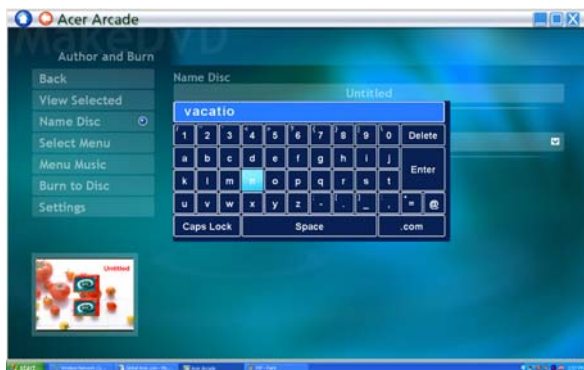 Acer Arcade
MakeDVD
Author and Burn
Back
View Selected
Name Disc
Select Menu
Menu Music
Burn to Disc
Settings
Name Disc
Untitled
vacatio
1 2 3 4 5 6 7 8 9 0 Delete
a b c d e f g h i j
Enter
k l m n o p q r s t
u v w x y z - . _ , = @
Caps Lock Space .com
Untitled
start